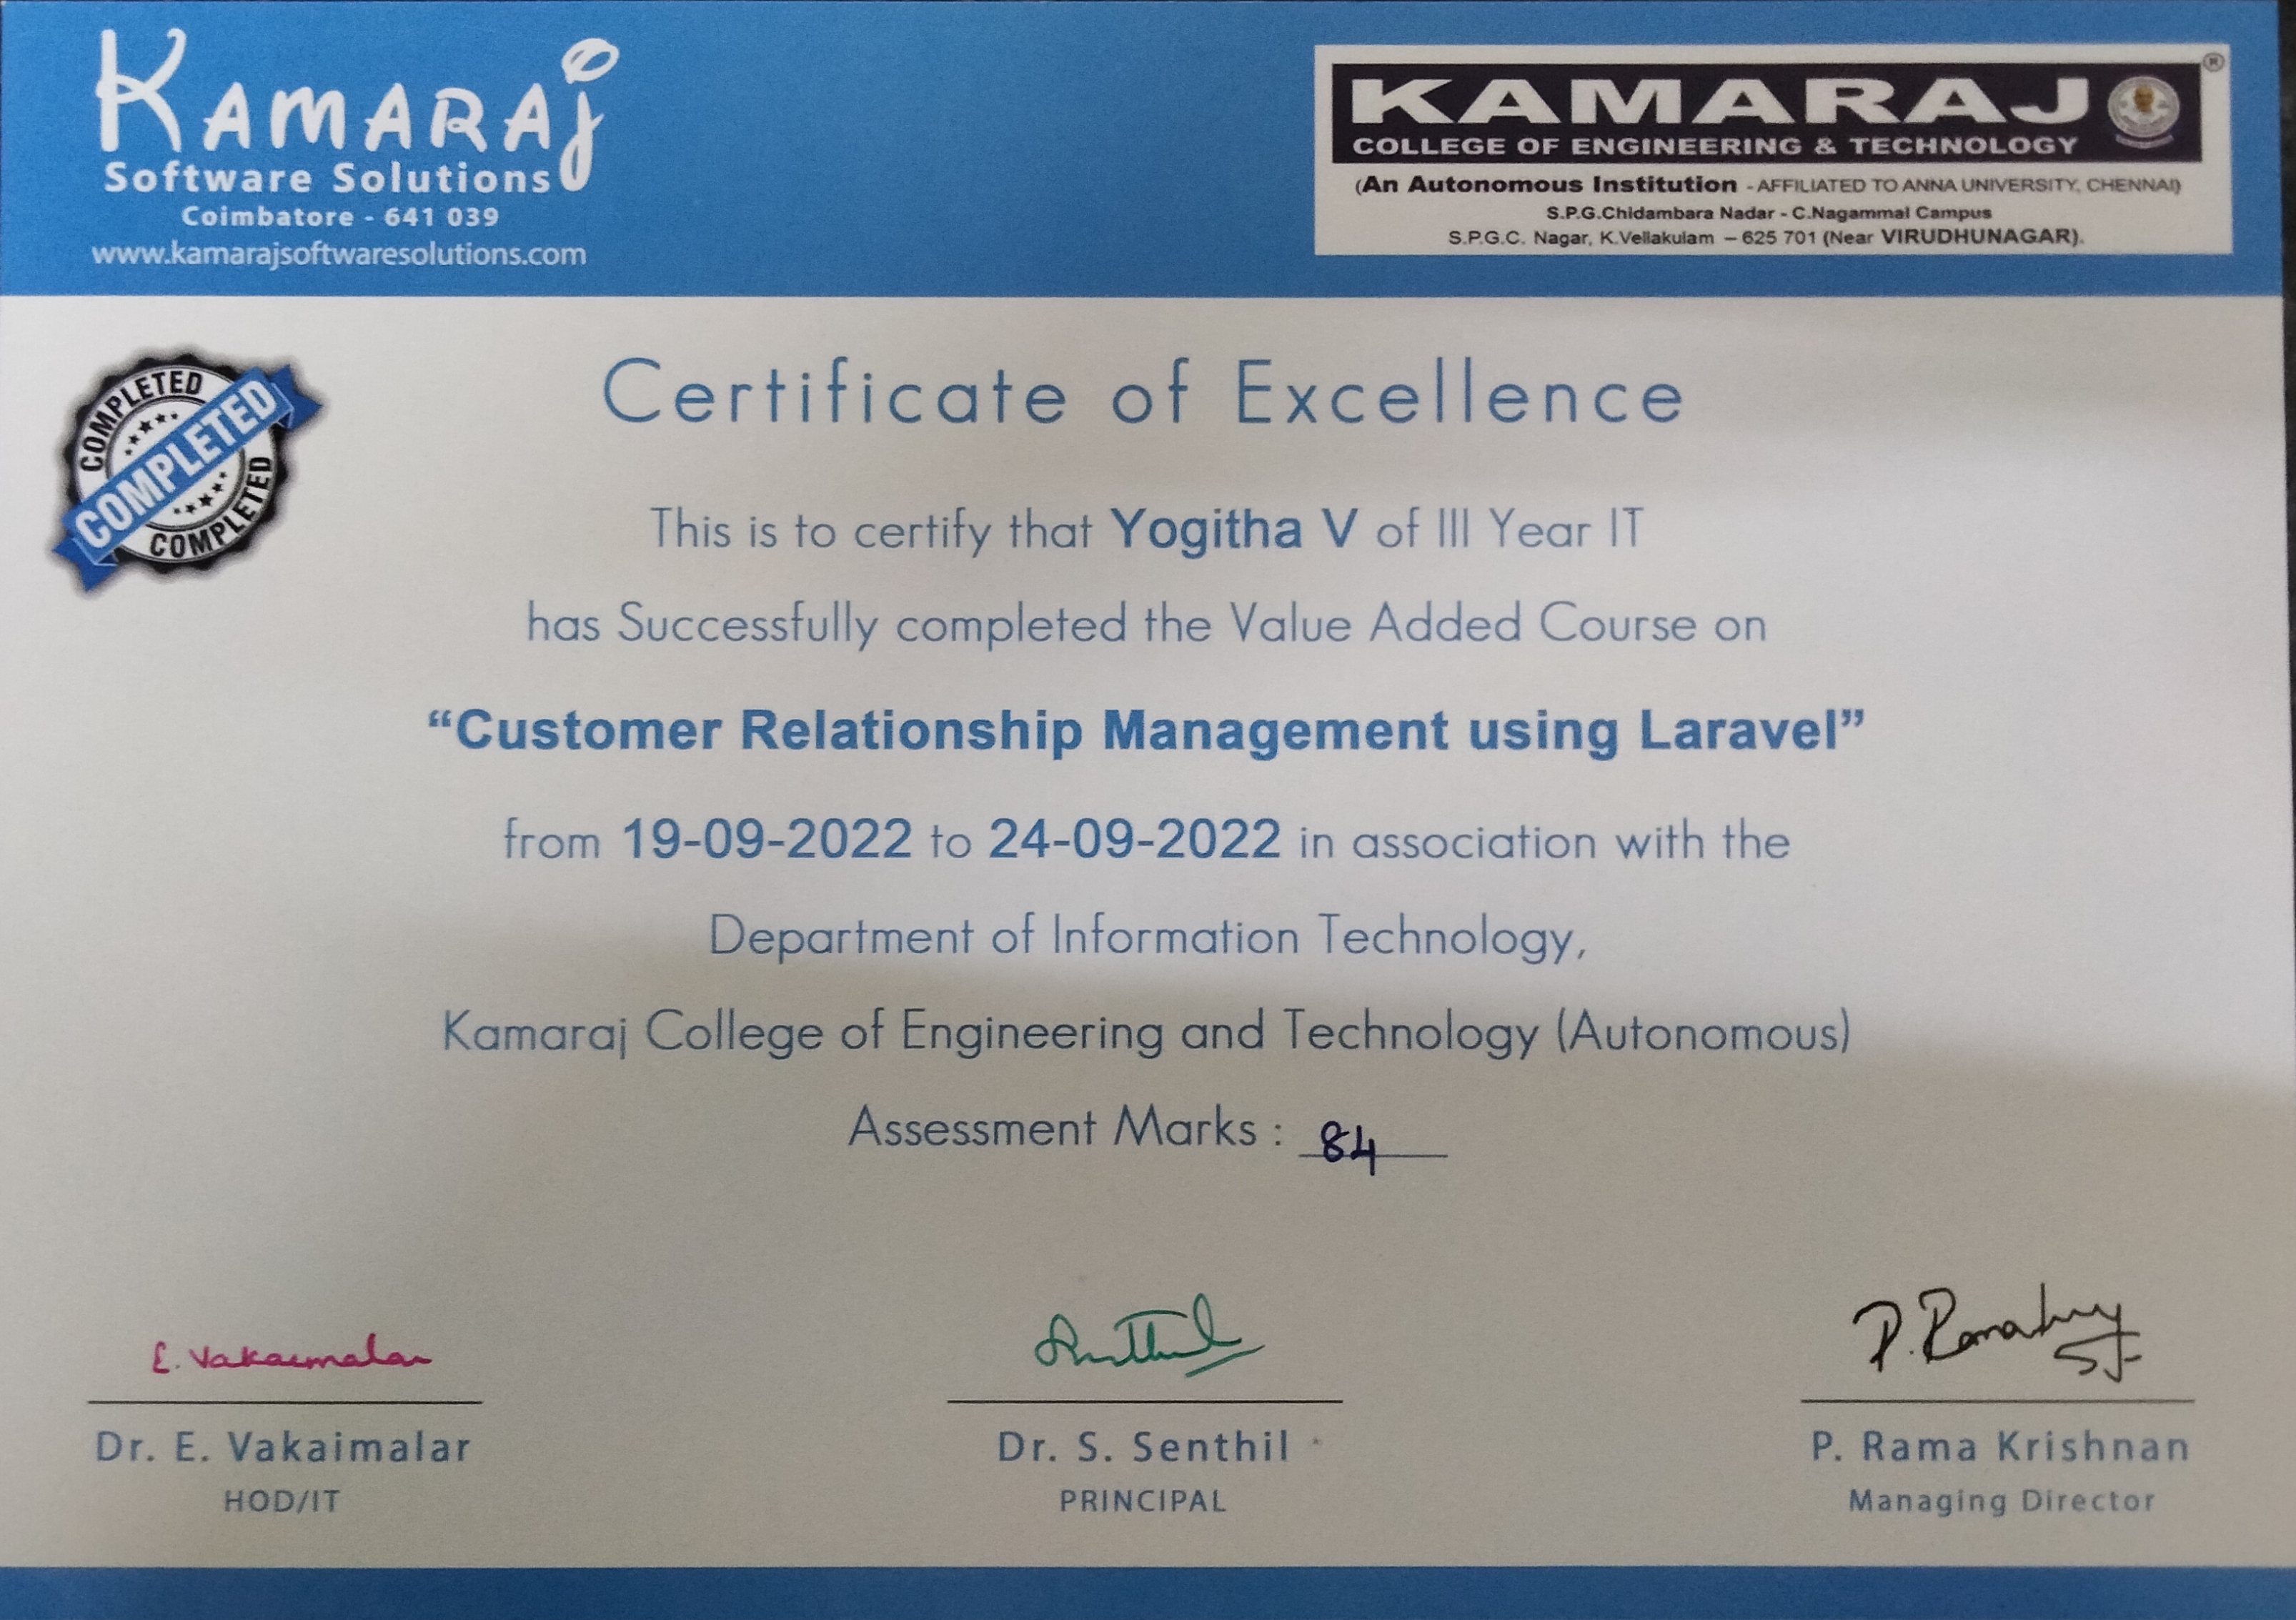 KAMARAJ
Software Solutions
Coimbatore - 641 039
www.kamarajsoftwaresolutions.com
KAMARAJ ®
COLLEGE OF ENGINEERING & TECHNOLOGY
(An Autonomous Institution - AFFILIATED TO ANNA UNIVERSITY, CHENNAI)
S.P.G.Chidambara Nadar - C.Nagammal Campus
S.P.G.C. Nagar, K.Vellakulam – 625 701 (Near VIRUDHUNAGAR).
COMPLETED
COMPLETED
COMPLETED
Certificate of Excellence
This is to certify that Yogitha V of III Year IT
has Successfully completed the Value Added Course on
“Customer Relationship Management using Laravel”
from 19-09-2022 to 24-09-2022 in association with the
Department of Information Technology,
Kamaraj College of Engineering and Technology (Autonomous)
Assessment Marks : 84
E. Vakaimalar
Dr. E. Vakaimalar
HOD/IT
Dr. S. Senthil
PRINCIPAL
P. Rama Krishnan
Managing Director